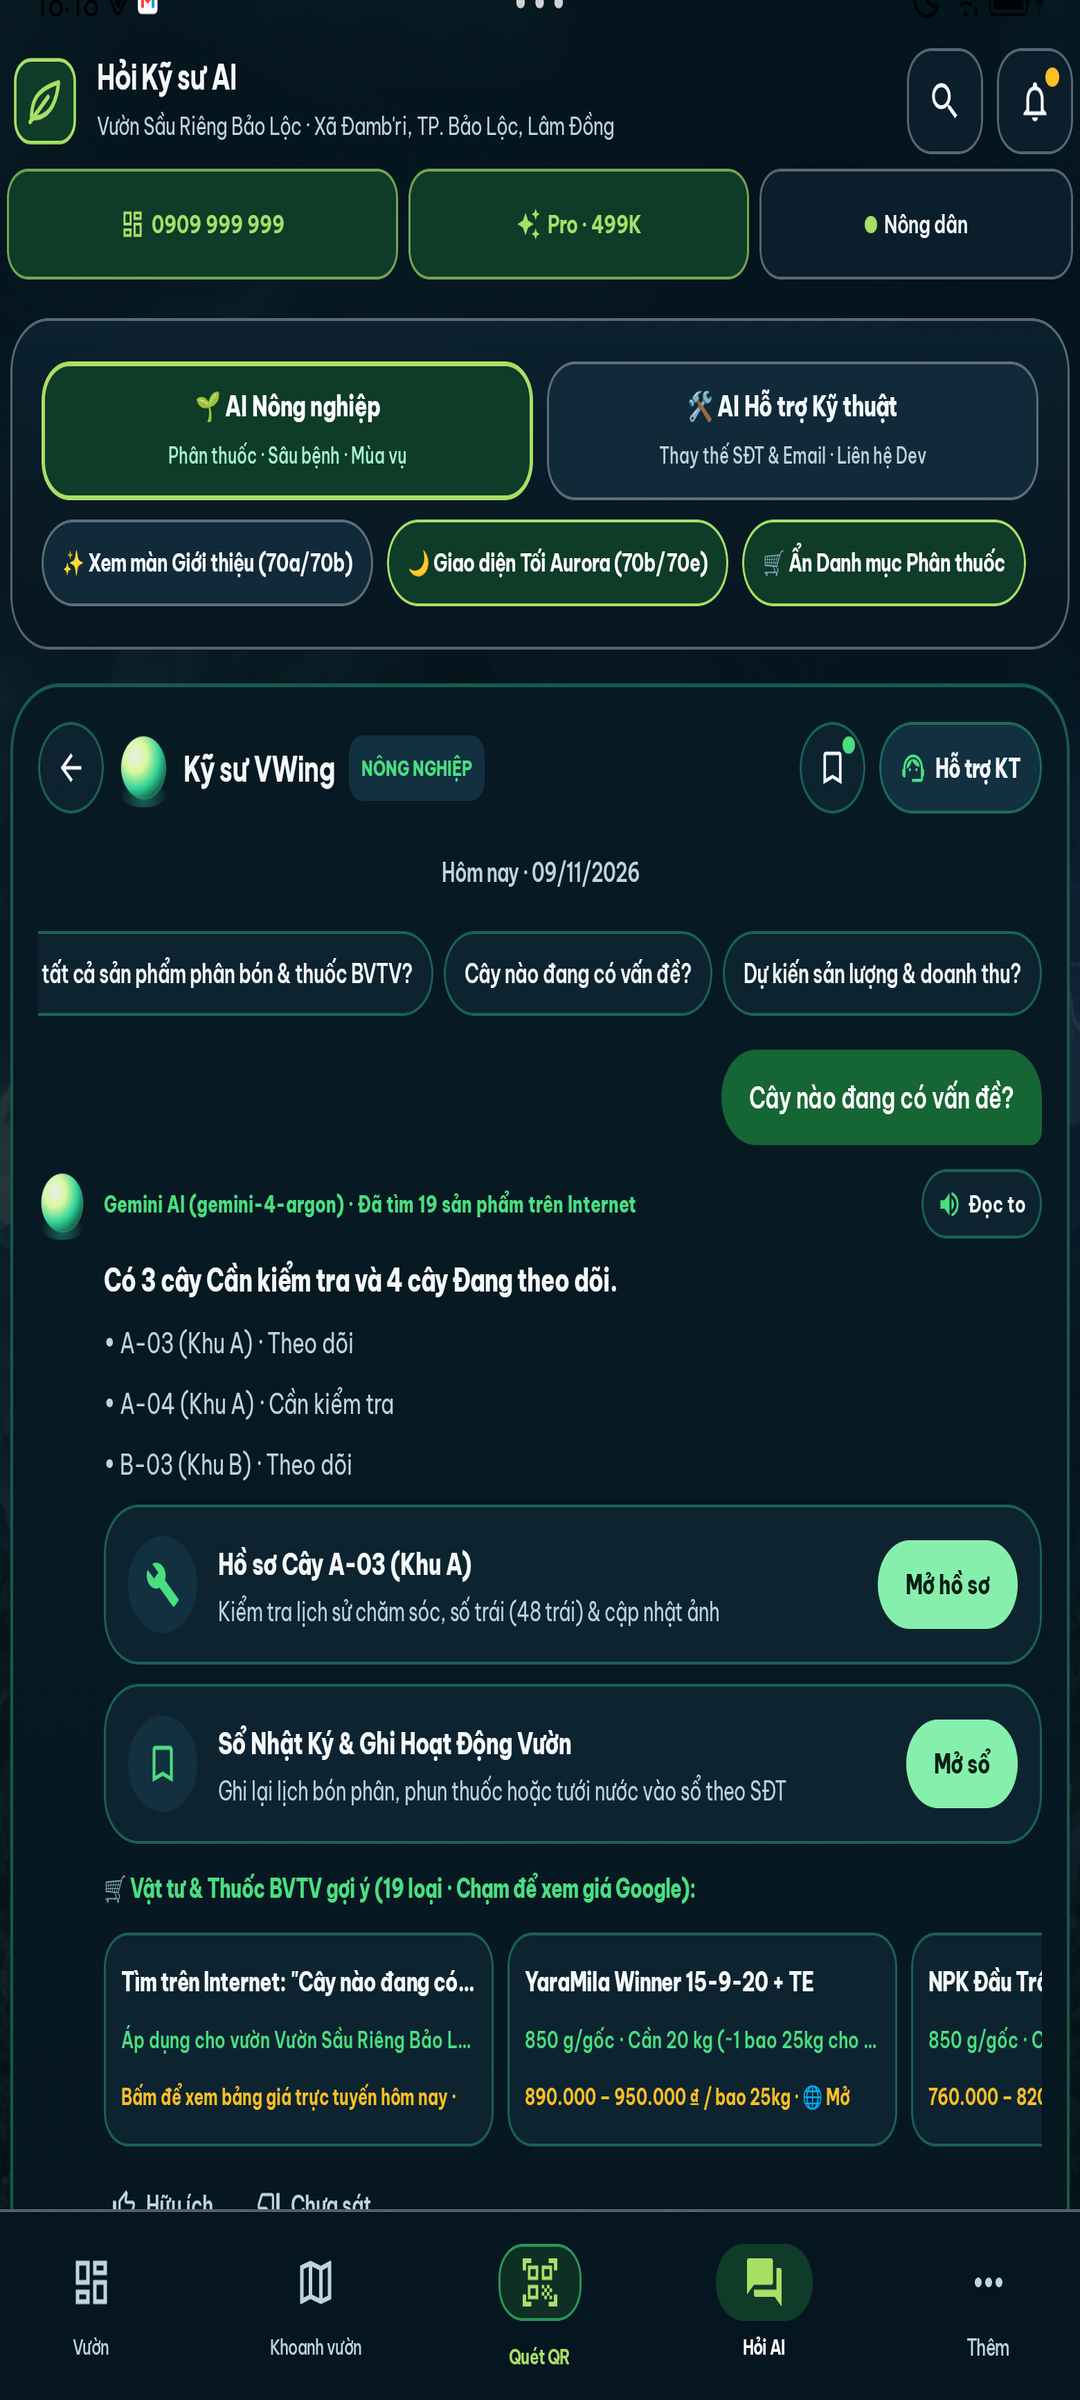 Hỏi Kỹ sư AI
Vườn Sầu Riêng Bảo Lộc · Xã Đamb'ri, TP. Bảo Lộc, Lâm Đồng
0909 999 999
Pro · 499K
Nông dân
🌱 AI Nông nghiệp
Phân thuốc · Sâu bệnh · Mùa vụ
🛠️ AI Hỗ trợ Kỹ thuật
Thay thế SĐT & Email · Liên hệ Dev
✨ Xem màn Giới thiệu (70a/70b)
🌙 Giao diện Tối Aurora (70b/70e)
🛒 Ẩn Danh mục Phân thuốc
Kỹ sư VWing
NÔNG NGHIỆP
Hỗ trợ KT
Hôm nay · 09/11/2026
tất cả sản phẩm phân bón & thuốc BVTV?
Cây nào đang có vấn đề?
Dự kiến sản lượng & doanh thu?
Cây nào đang có vấn đề?
Gemini AI (gemini-4-argon) · Đã tìm 19 sản phẩm trên Internet
Đọc to
Có 3 cây Cần kiểm tra và 4 cây Đang theo dõi.
• A-03 (Khu A) · Theo dõi
• A-04 (Khu A) · Cần kiểm tra
• B-03 (Khu B) · Theo dõi
Hồ sơ Cây A-03 (Khu A)
Kiểm tra lịch sử chăm sóc, số trái (48 trái) & cập nhật ảnh
Mở hồ sơ
Sổ Nhật Ký & Ghi Hoạt Động Vườn
Ghi lại lịch bón phân, phun thuốc hoặc tưới nước vào sổ theo SĐT
Mở sổ
🛒 Vật tư & Thuốc BVTV gợi ý (19 loại · Chạm để xem giá Google):
Tìm trên Internet: "Cây nào đang có...
Áp dụng cho vườn Vườn Sầu Riêng Bảo L...
Bấm để xem bảng giá trực tuyến hôm nay ·
YaraMila Winner 15-9-20 + TE
850 g/gốc · Cần 20 kg (~1 bao 25kg cho ...
890.000 – 950.000 ₫ / bao 25kg · 🌐 Mở
NPK Đầu Trâ
850 g/gốc · C
760.000 – 820
Hữu ích
Chưa sát
Vườn
Khoanh vườn
Quét QR
Hỏi AI
Thêm